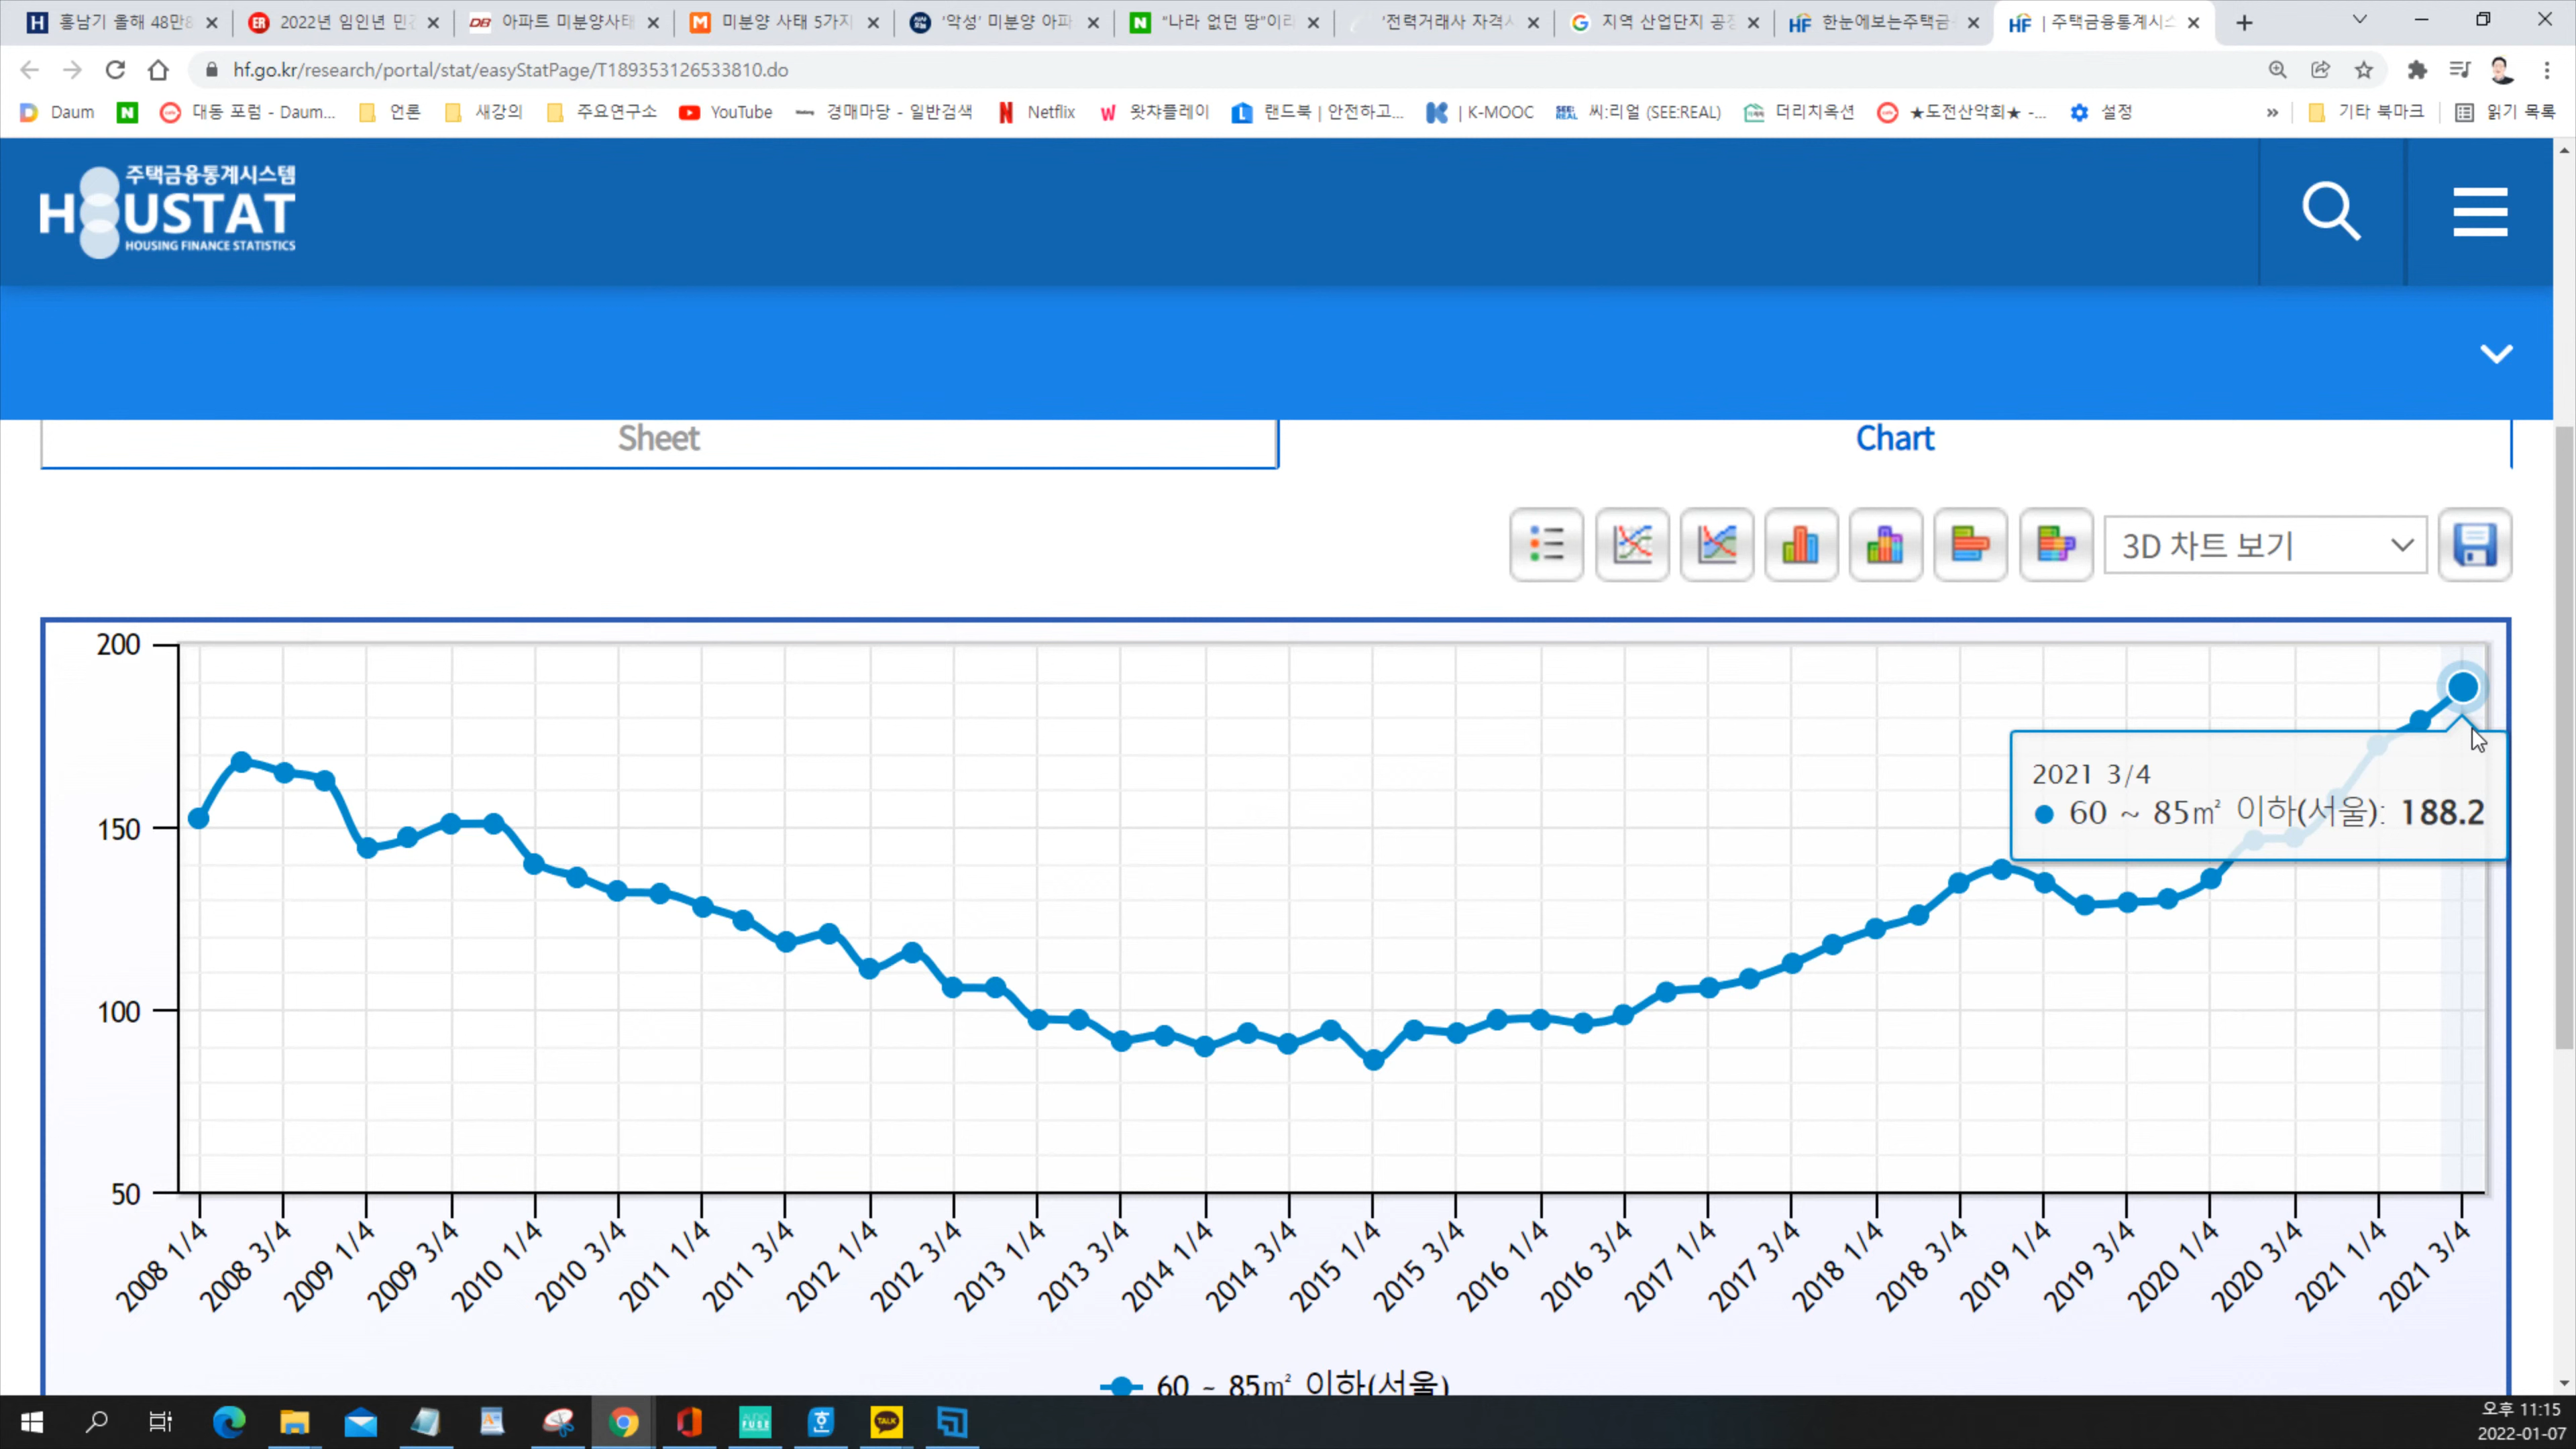 홍남기 올해 48만
2022년 임인년 민
아파트 미분양사태
미분양 사태 5가지
'악성' 미분양 아파
"나라 없던 땅"이라
'전력거래사 자격시
지역 산업단지 공장
한눈에보는주택금
| 주택금융통계시스
hf.go.kr/research/portal/stat/easyStatPage/T189353126533810.do
Daum
대동 포럼 - Daum...
언론
새강의
주요연구소
YouTube
경매마당 - 일반검색
Netflix
왓챠플레이
랜드북 | 안전하고...
| K-MOOC
씨:리얼 (SEE:REAL)
더리치옥션
★도전산악회★ -...
설정
»
기타 북마크
읽기 목록
주택금융통계시스템
HOUSTAT
HOUSING FINANCE STATISTICS
Sheet
Chart
3D 차트 보기
200
150
100
50
2021 3/4
60 ~ 85㎡ 이하(서울): 188.2
2008 1/4
2008 3/4
2009 1/4
2009 3/4
2010 1/4
2010 3/4
2011 1/4
2011 3/4
2012 1/4
2012 3/4
2013 1/4
2013 3/4
2014 1/4
2014 3/4
2015 1/4
2015 3/4
2016 1/4
2016 3/4
2017 1/4
2017 3/4
2018 1/4
2018 3/4
2019 1/4
2019 3/4
2020 1/4
2020 3/4
2021 1/4
2021 3/4
60 ~ 85㎡ 이하(서울)
TALK
오후 11:15
2022-01-07